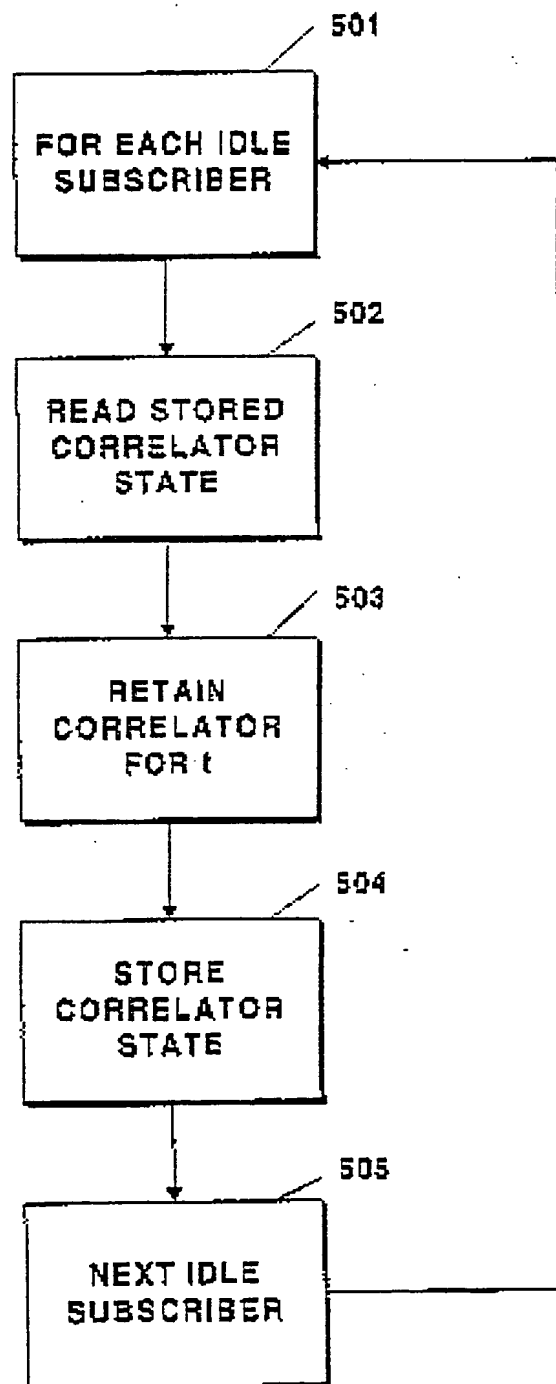 501
FOR EACH IDLE
SUBSCRIBER
502
READ STORED
CORRELATOR
STATE
503
RETAIN
CORRELATOR
FOR t
504
STORE
CORRELATOR
STATE
505
NEXT IDLE
SUBSCRIBER